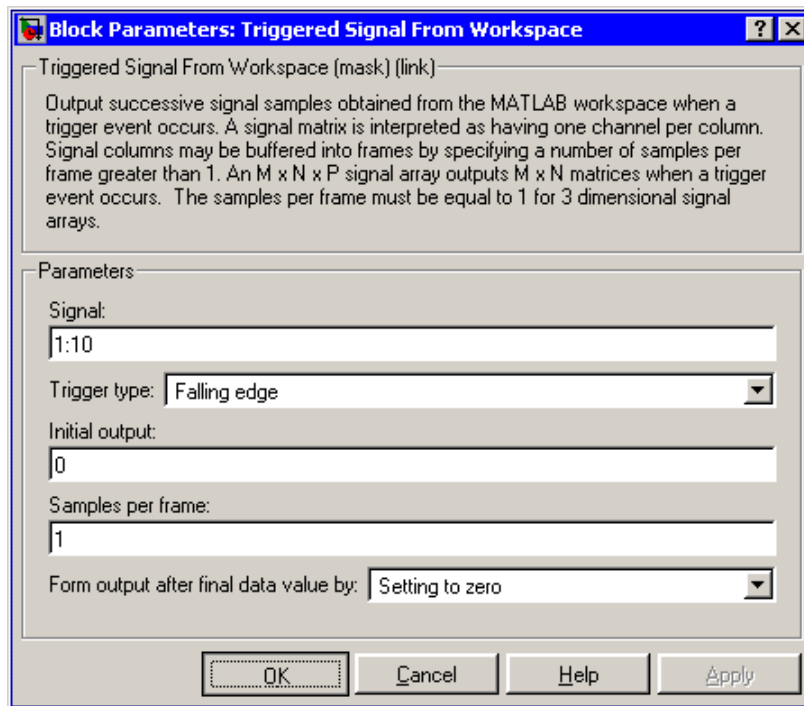 Block Parameters: Triggered Signal From Workspace
Triggered Signal From Workspace (mask) (link)
Output successive signal samples obtained from the MATLAB workspace when a
trigger event occurs. A signal matrix is interpreted as having one channel per column.
Signal columns may be buffered into frames by specifying a number of samples per
frame greater than 1. An M x N x P signal array outputs M x N matrices when a trigger
event occurs.  The samples per frame must be equal to 1 for 3 dimensional signal
arrays.
Parameters
Signal:
1:10
Trigger type: Falling edge
Initial output:
0
Samples per frame:
1
Form output after final data value by: Setting to zero
OK Cancel Help Apply